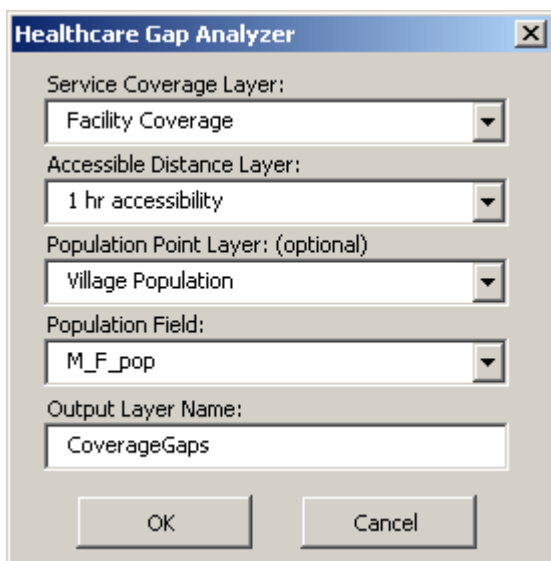 Healthcare Gap Analyzer
Service Coverage Layer:
Facility Coverage
Accessible Distance Layer:
1 hr accessibility
Population Point Layer: (optional)
Village Population
Population Field:
M_F_pop
Output Layer Name:
CoverageGaps
OK Cancel